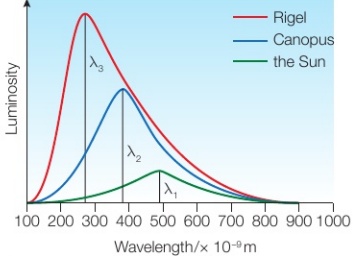 Rigel
Canopus
the Sun
Luminosity
λ₃
λ₂
λ₁
100 200 300 400 500 600 700 800 900 1000
Wavelength/× 10⁻⁹m